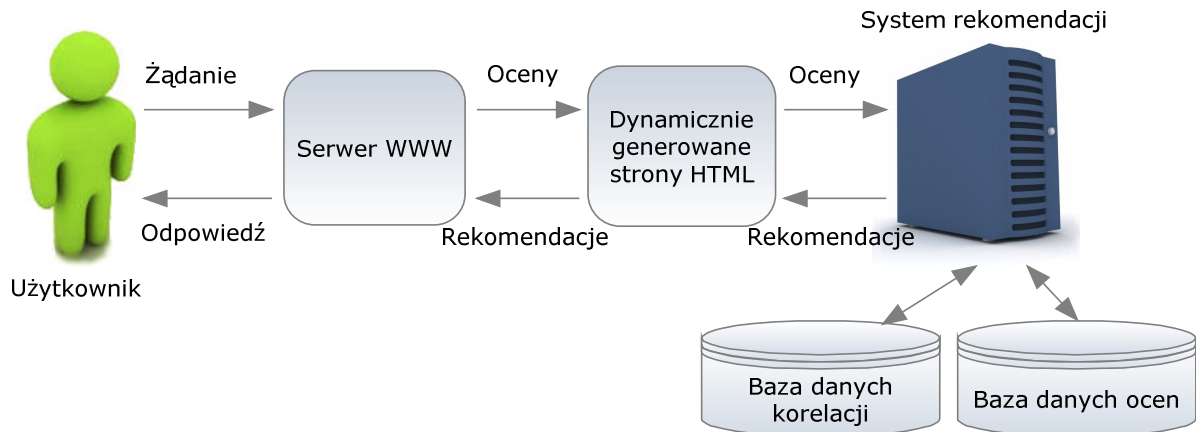 System rekomendacji
Żądanie
Oceny
Oceny
Serwer WWW
Dynamicznie
generowane
strony HTML
Odpowiedź
Rekomendacje
Rekomendacje
Użytkownik
Baza danych
korelacji
Baza danych ocen